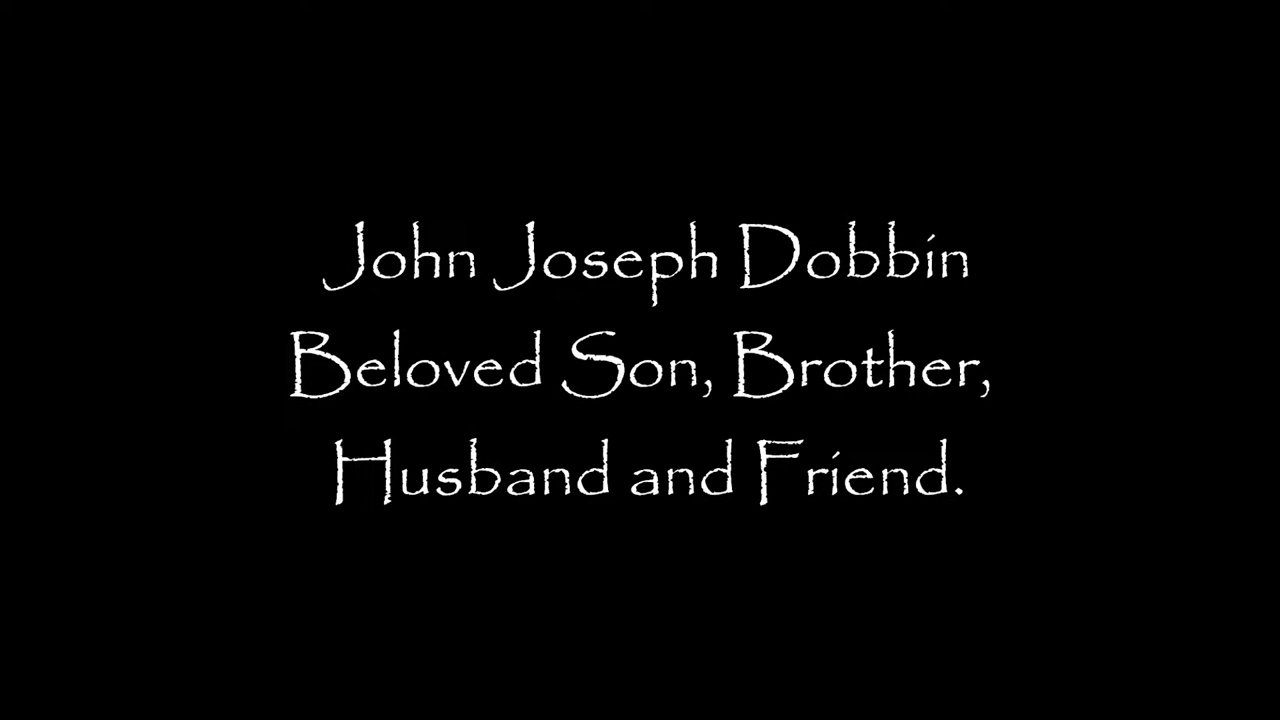 John Joseph Dobbin
Beloved Son, Brother,
Husband and Friend.